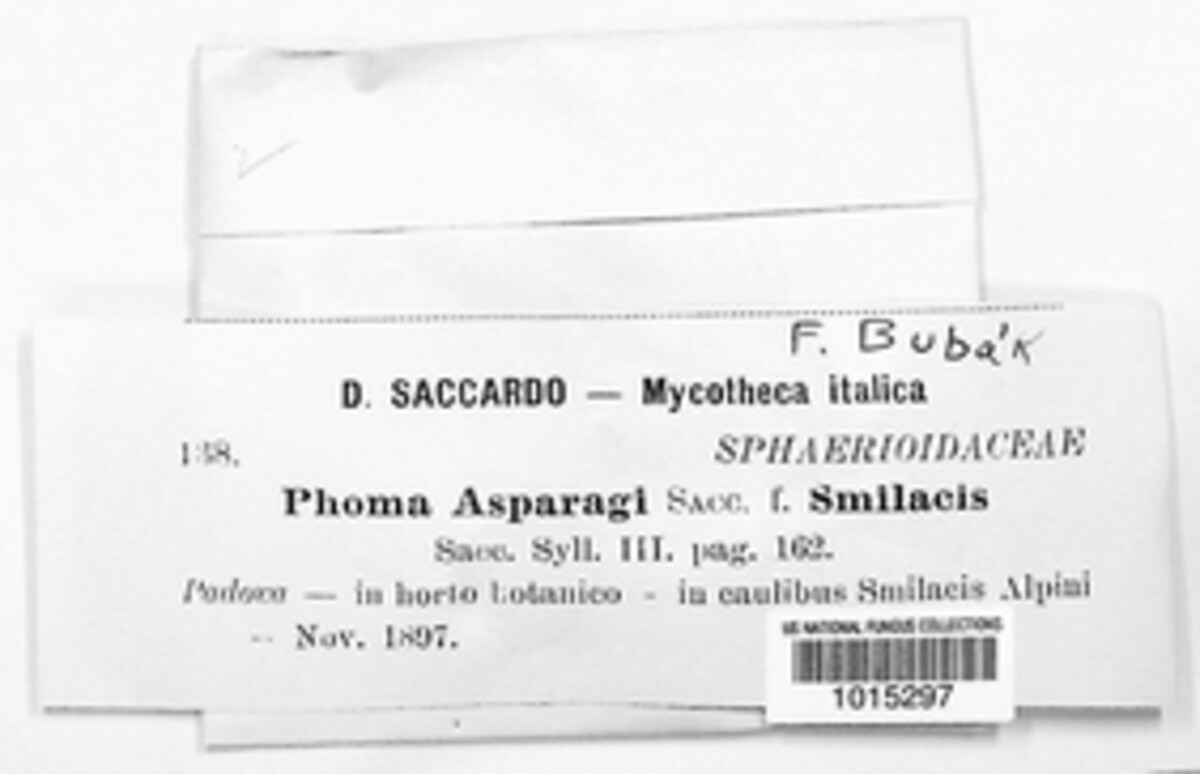 F. Bubák
D. SACCARDO — Mycotheca italica
138. SPHAERIOIDACEAE
Phoma Asparagi SACC. f. Smilacis
Sacc. Syll. III. pag. 162.
Padova — in horto botanico - in caulibus Smilacis Alpini
- Nov. 1897.
US NATIONAL FUNGUS COLLECTIONS
1015297